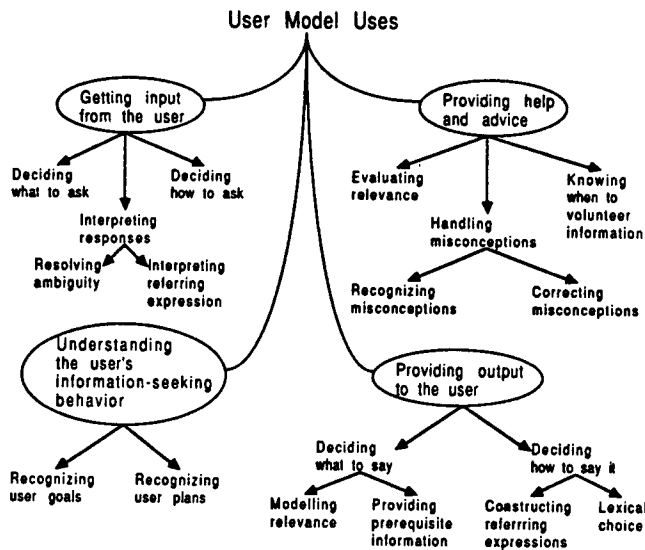 User Model Uses
Getting input
from the user
Providing help
and advice
Deciding
what to ask
Deciding
how to ask
Interpreting
responses
Resolving
ambiguity
Interpreting
referring
expression
Evaluating
relevance
Knowing
when to
volunteer
information
Handling
misconceptions
Recognizing
misconceptions
Correcting
misconceptions
Understanding
the user's
information-seeking
behavior
Providing output
to the user
Recognizing
user goals
Recognizing
user plans
Deciding
what to say
Deciding
how to say it
Modelling
relevance
Providing
prerequisite
information
Constructing
referrring
expressions
Lexical
choice